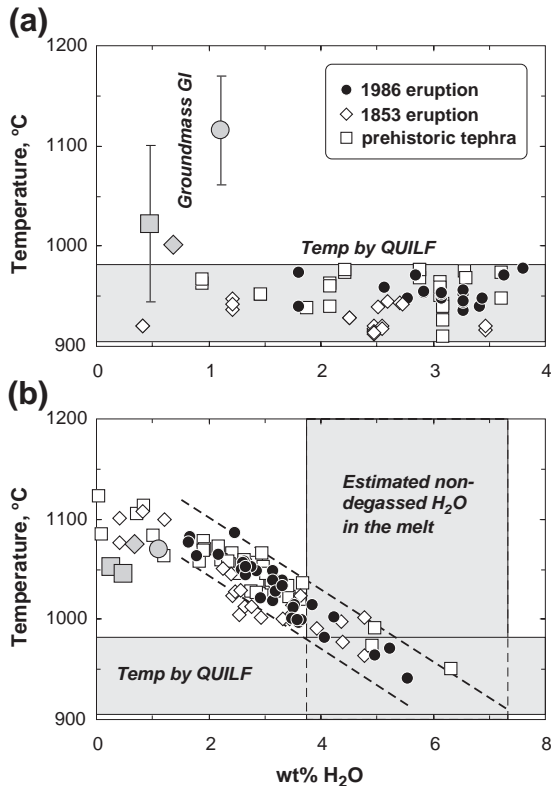 (a)
1200
1100
1000
900
Temperature, °C
Groundmass Gl
1986 eruption
1853 eruption
prehistoric tephra
Temp by QUILF
0 1 2 3 4
(b)
1200
1100
1000
900
Temperature, °C
Estimated non-
degassed H₂O
in the melt
Temp by QUILF
0 2 4 6 8
wt% H₂O